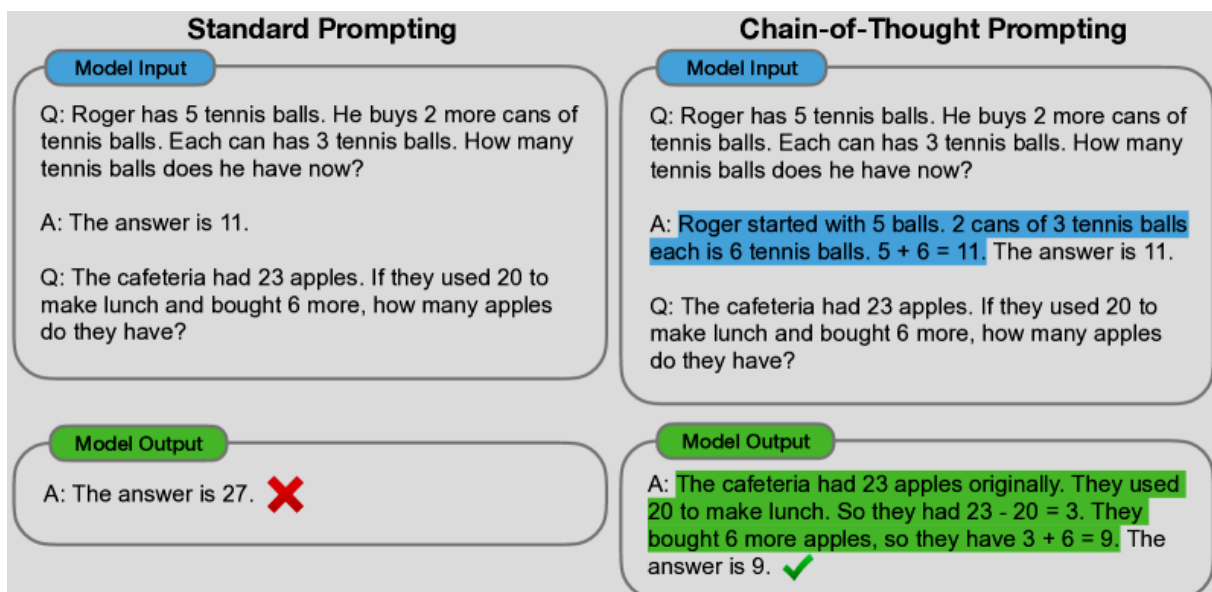 Standard Prompting
Model Input
Q: Roger has 5 tennis balls. He buys 2 more cans of
tennis balls. Each can has 3 tennis balls. How many
tennis balls does he have now?
A: The answer is 11.
Q: The cafeteria had 23 apples. If they used 20 to
make lunch and bought 6 more, how many apples
do they have?
Model Output
A: The answer is 27.
Chain-of-Thought Prompting
Model Input
Q: Roger has 5 tennis balls. He buys 2 more cans of
tennis balls. Each can has 3 tennis balls. How many
tennis balls does he have now?
A: Roger started with 5 balls. 2 cans of 3 tennis balls
each is 6 tennis balls. 5 + 6 = 11. The answer is 11.
Q: The cafeteria had 23 apples. If they used 20 to
make lunch and bought 6 more, how many apples
do they have?
Model Output
A: The cafeteria had 23 apples originally. They used
20 to make lunch. So they had 23 - 20 = 3. They
bought 6 more apples, so they have 3 + 6 = 9. The
answer is 9.